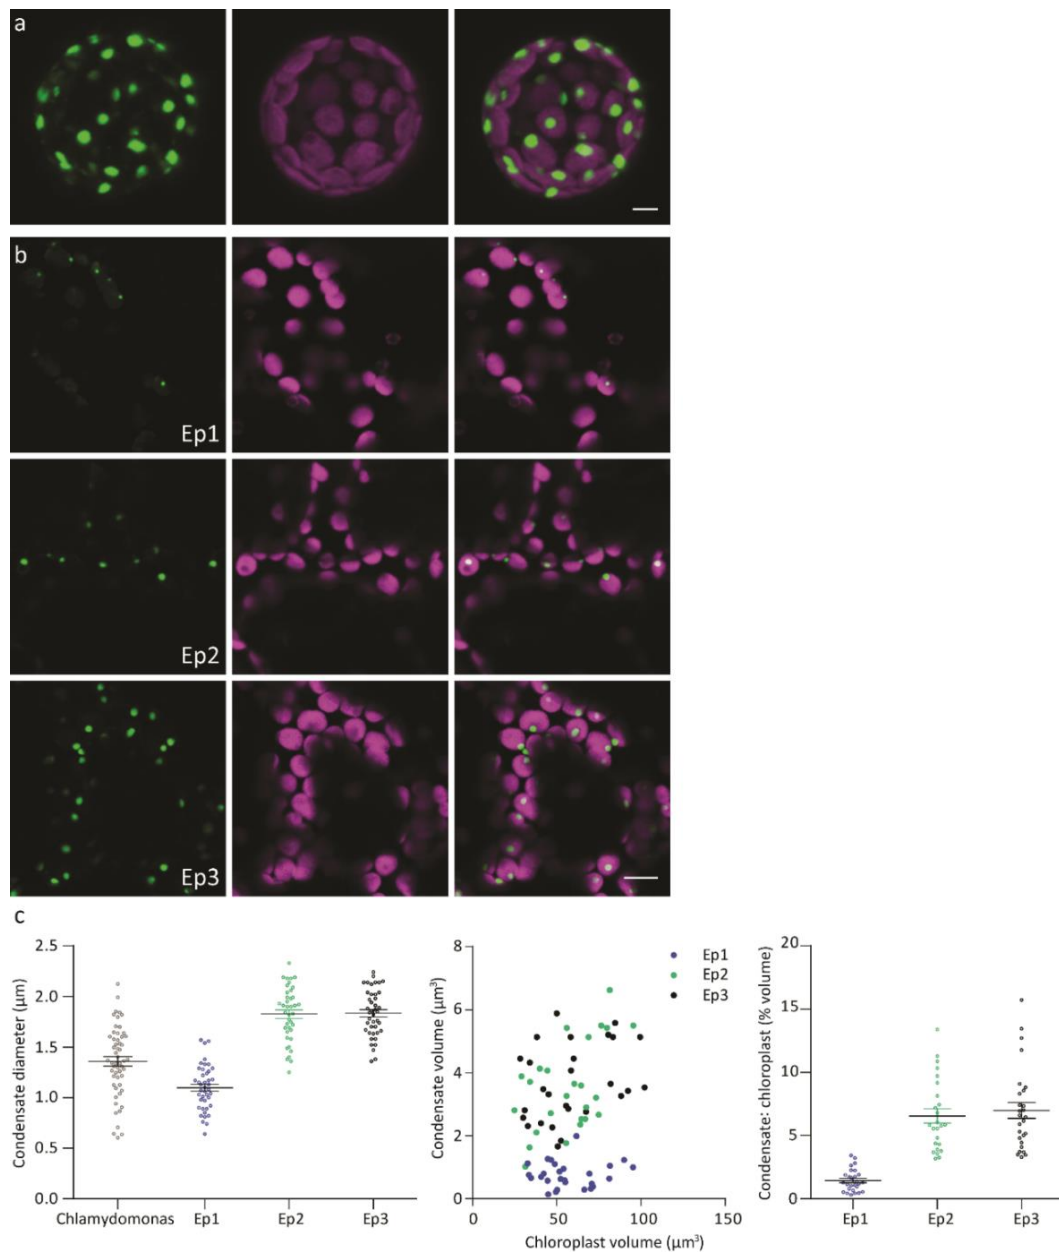 a
b
Ep1
Ep2
Ep3
c
Condensate diameter (µm)
2.5
2.0
1.5
1.0
0.5
0.0
Chlamydomonas Ep1 Ep2 Ep3
Condensate volume (µm³)
8
6
4
2
0
Ep1
Ep2
Ep3
0 50 100 150
Chloroplast volume (µm³)
Condensate: chloroplast (% volume)
20
15
10
5
0
Ep1 Ep2 Ep3